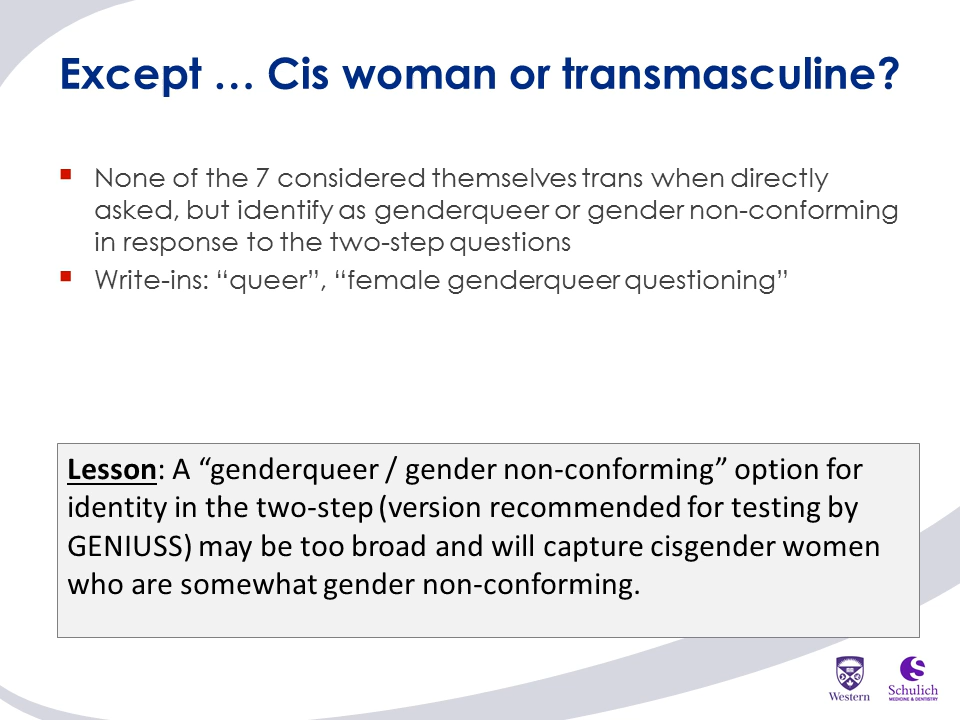 Except … Cis woman or transmasculine?
▪ None of the 7 considered themselves trans when directly
asked, but identify as genderqueer or gender non-conforming
in response to the two-step questions
▪ Write-ins: “queer”, “female genderqueer questioning”
Lesson: A “genderqueer / gender non-conforming” option for
identity in the two-step (version recommended for testing by
GENIUSS) may be too broad and will capture cisgender women
who are somewhat gender non-conforming.
Western
Schulich
MEDICINE & DENTISTRY